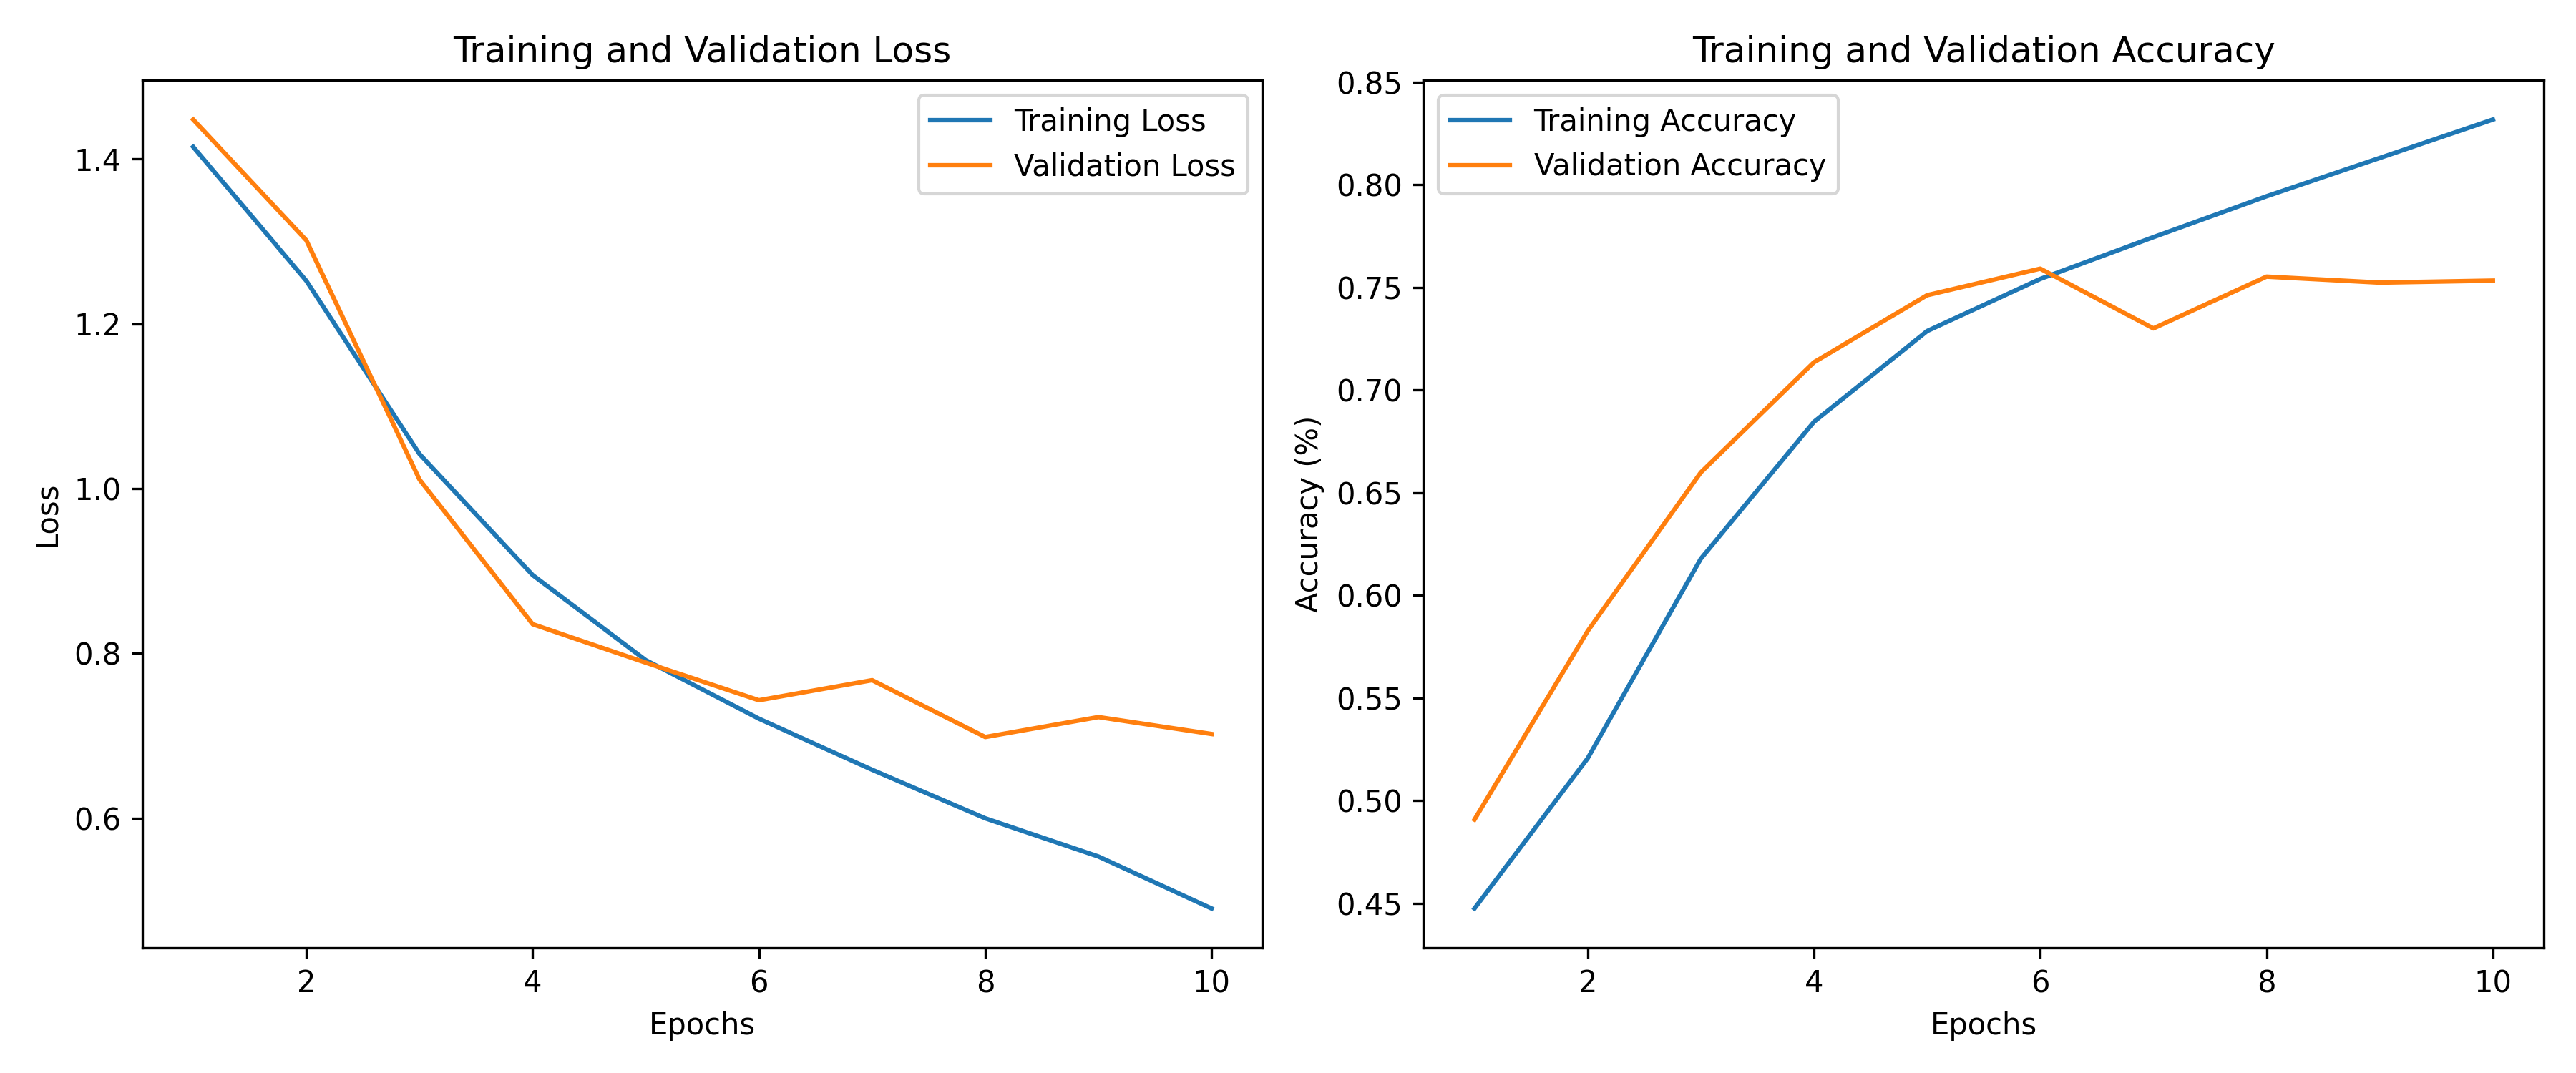 Training and Validation Loss
Training Loss
Validation Loss
1.4
1.2
1.0
0.8
0.6
Loss
2 4 6 8 10
Epochs
Training and Validation Accuracy
Training Accuracy
Validation Accuracy
0.85
0.80
0.75
0.70
0.65
0.60
0.55
0.50
0.45
Accuracy (%)
2 4 6 8 10
Epochs